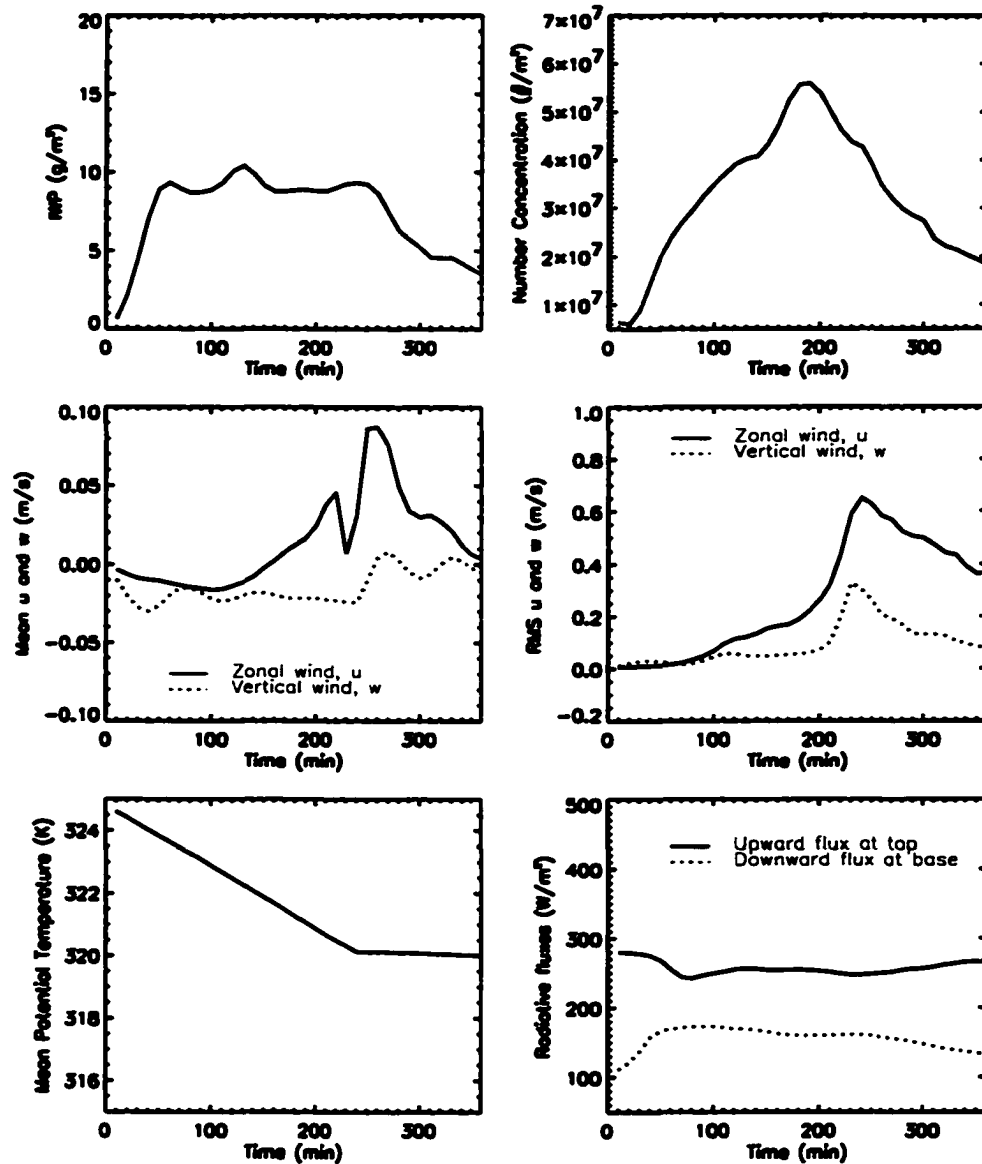 20
15
10
5
0
IWP (g/m²)
0 100 200 300
Time (min)
7×10⁷
6×10⁷
5×10⁷
4×10⁷
3×10⁷
2×10⁷
1×10⁷
Number Concentration (#/m²)
0 100 200 300
Time (min)
0.10
0.05
0.00
−0.05
−0.10
Mean u and w (m/s)
Zonal wind, u
Vertical wind, w
0 100 200 300
Time (min)
1.0
0.8
0.6
0.4
0.2
0.0
−0.2
RMS u and w (m/s)
Zonal wind, u
Vertical wind, w
0 100 200 300
Time (min)
324
322
320
318
316
Mean Potential Temperature (K)
0 100 200 300
Time (min)
500
400
300
200
100
Radiative fluxes (W/m²)
Upward flux at top
Downward flux at base
0 100 200 300
Time (min)